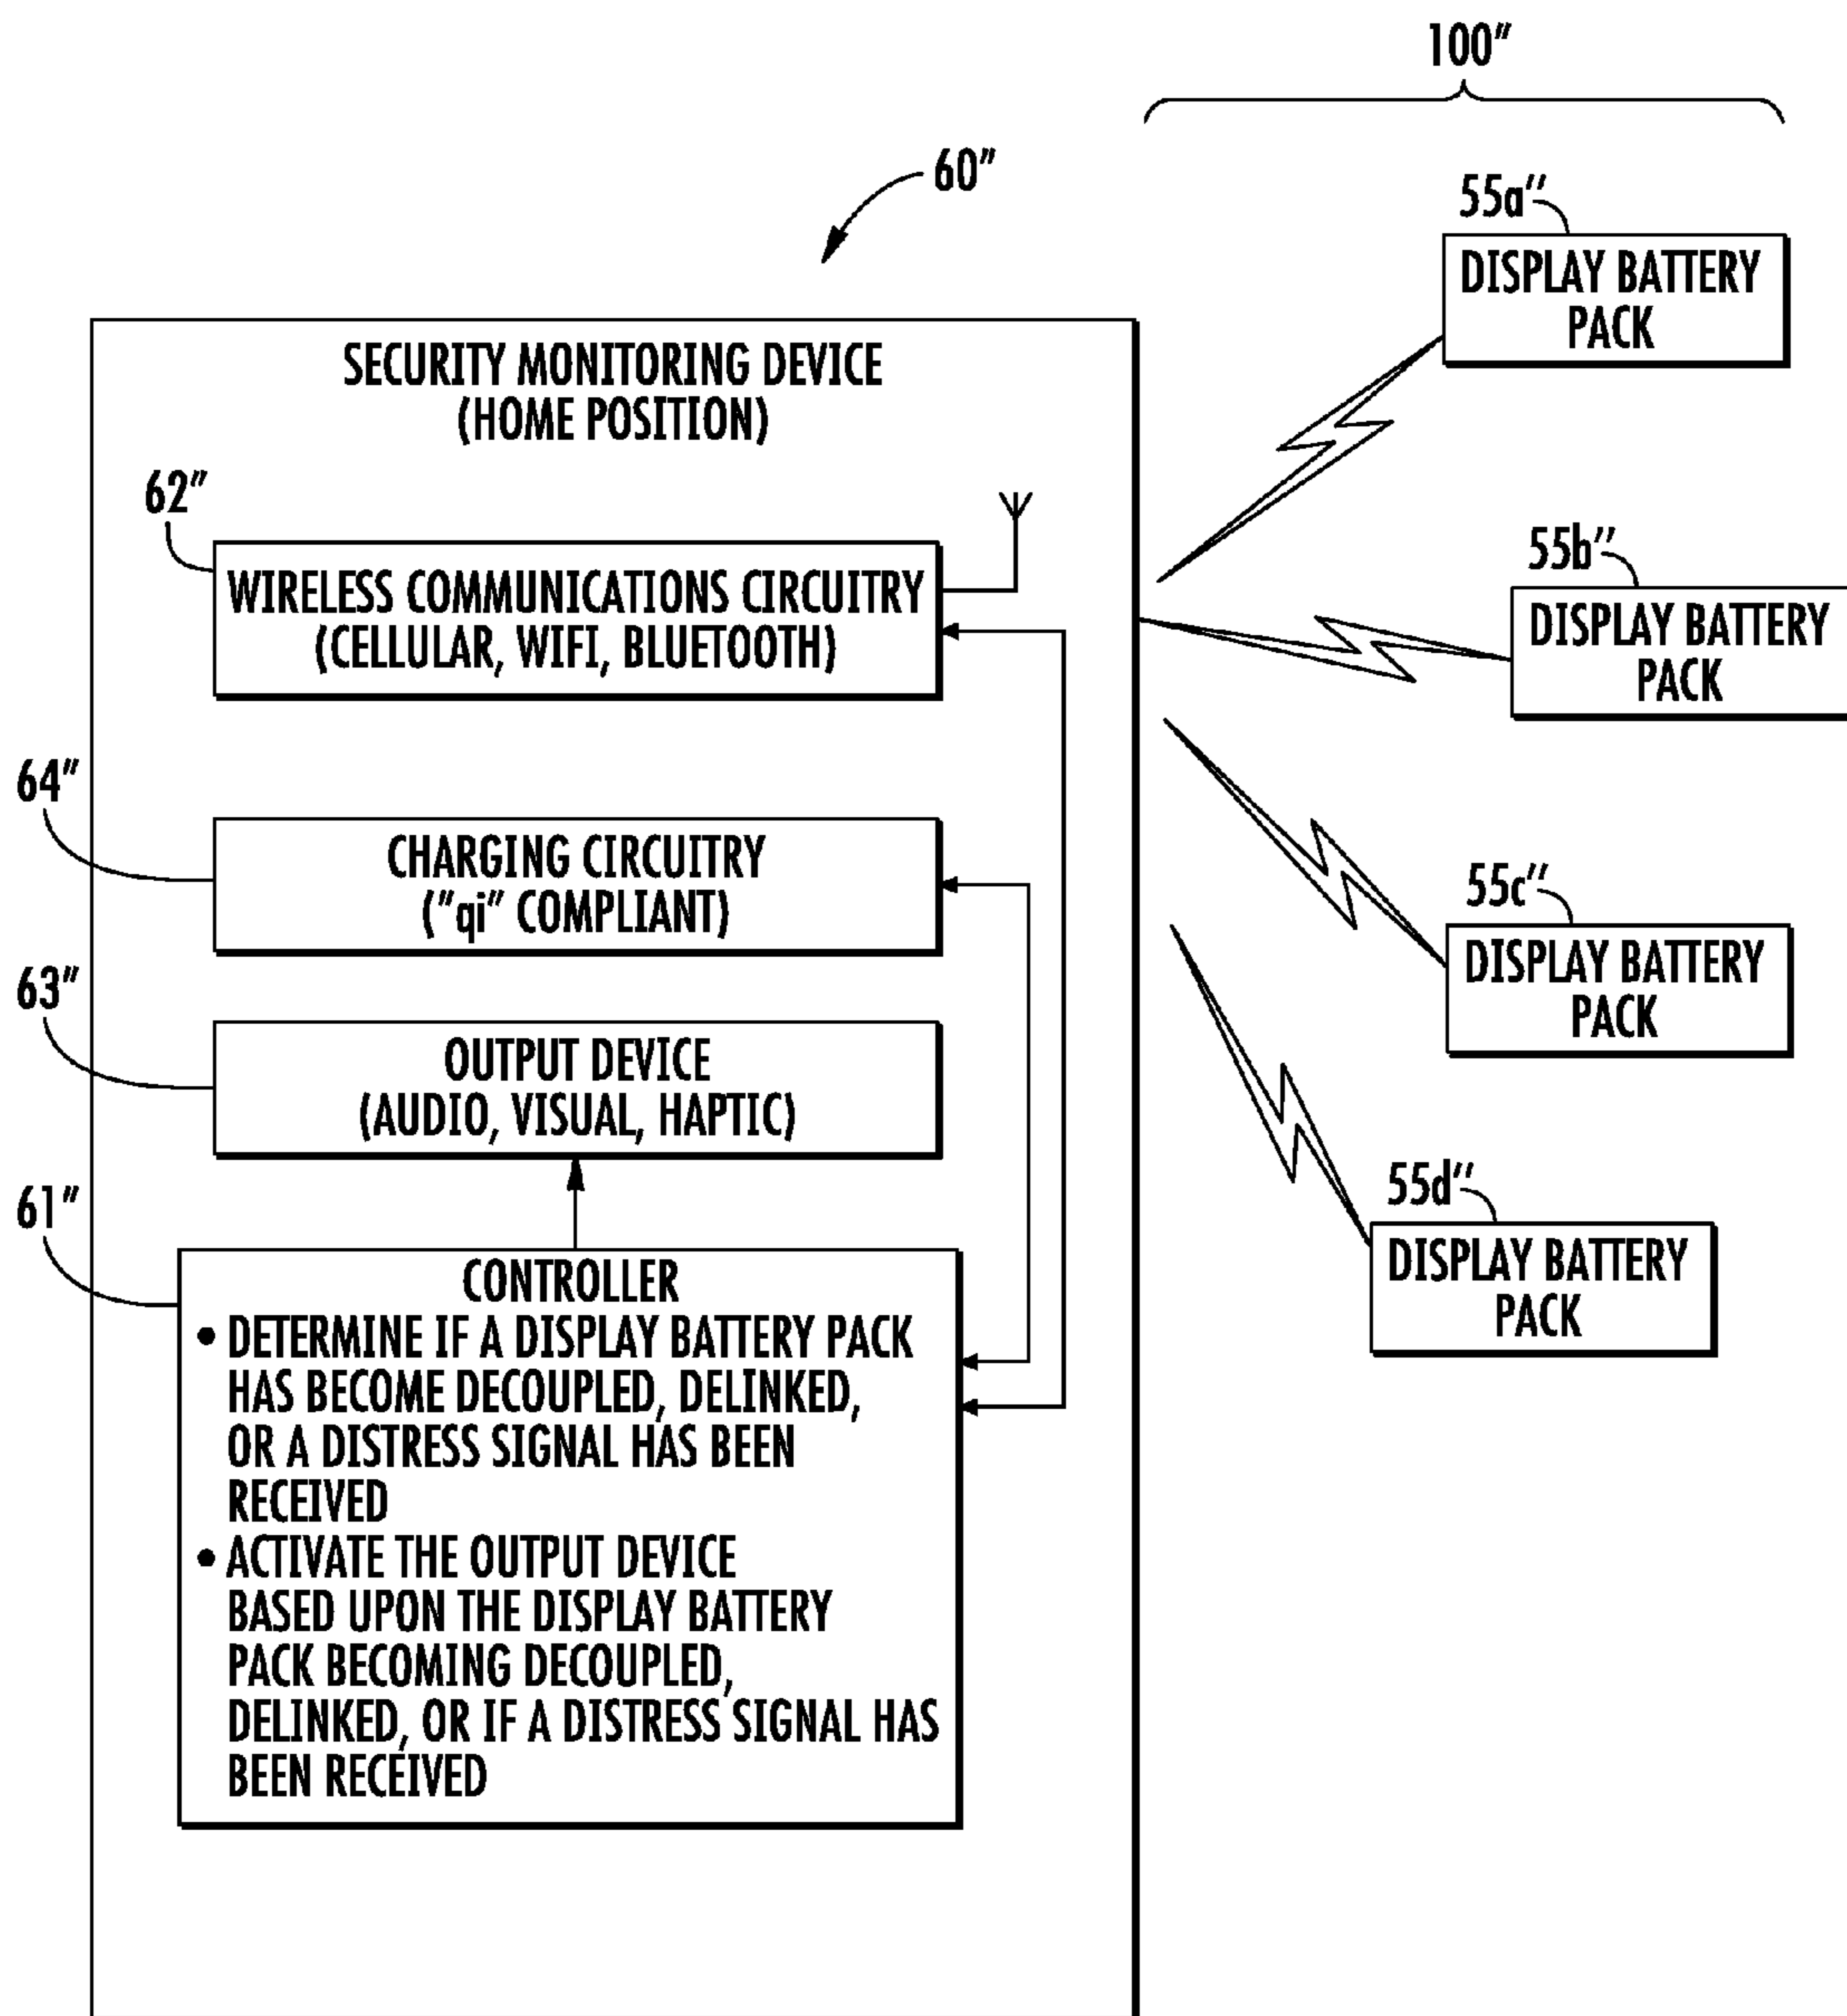 100"
60"
55a"
DISPLAY BATTERY
PACK
SECURITY MONITORING DEVICE
(HOME POSITION)
62"
WIRELESS COMMUNICATIONS CIRCUITRY
(CELLULAR, WIFI, BLUETOOTH)
55b"
DISPLAY BATTERY
PACK
64"
CHARGING CIRCUITRY
("qi" COMPLIANT)
55c"
DISPLAY BATTERY
PACK
63"
OUTPUT DEVICE
(AUDIO, VISUAL, HAPTIC)
55d"
DISPLAY BATTERY
PACK
61"
CONTROLLER
• DETERMINE IF A DISPLAY BATTERY PACK
HAS BECOME DECOUPLED, DELINKED,
OR A DISTRESS SIGNAL HAS BEEN
RECEIVED
• ACTIVATE THE OUTPUT DEVICE
BASED UPON THE DISPLAY BATTERY
PACK BECOMING DECOUPLED,
DELINKED, OR IF A DISTRESS SIGNAL HAS
BEEN RECEIVED